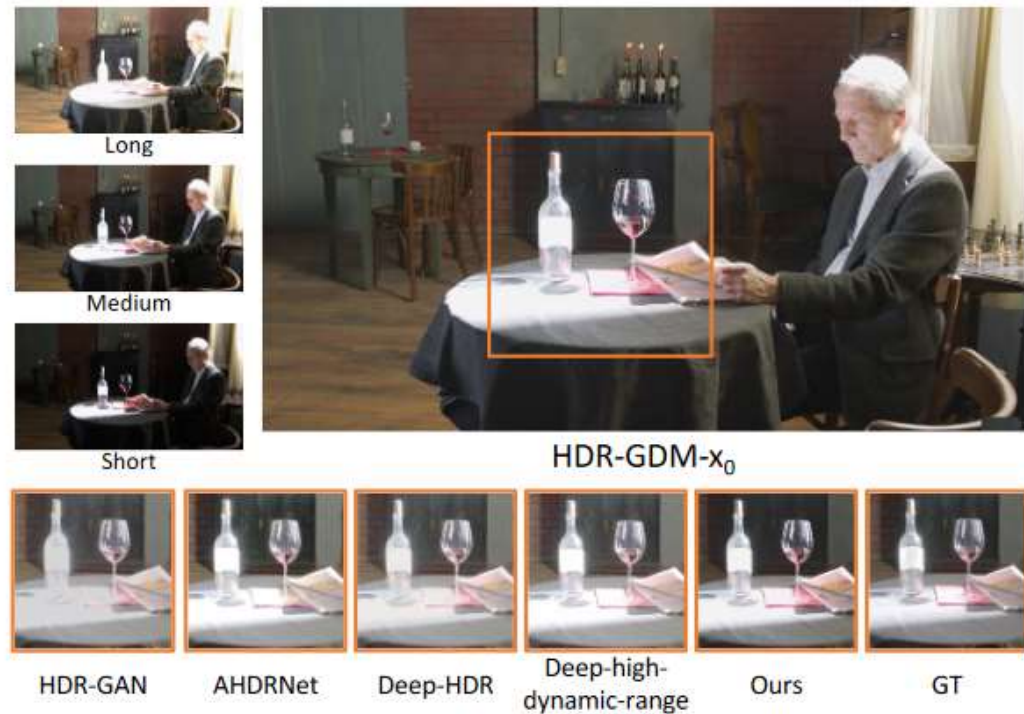 Long
Medium
Short
HDR-GDM-x₀
HDR-GAN
AHDRNet
Deep-HDR
Deep-high-
dynamic-range
Ours
GT